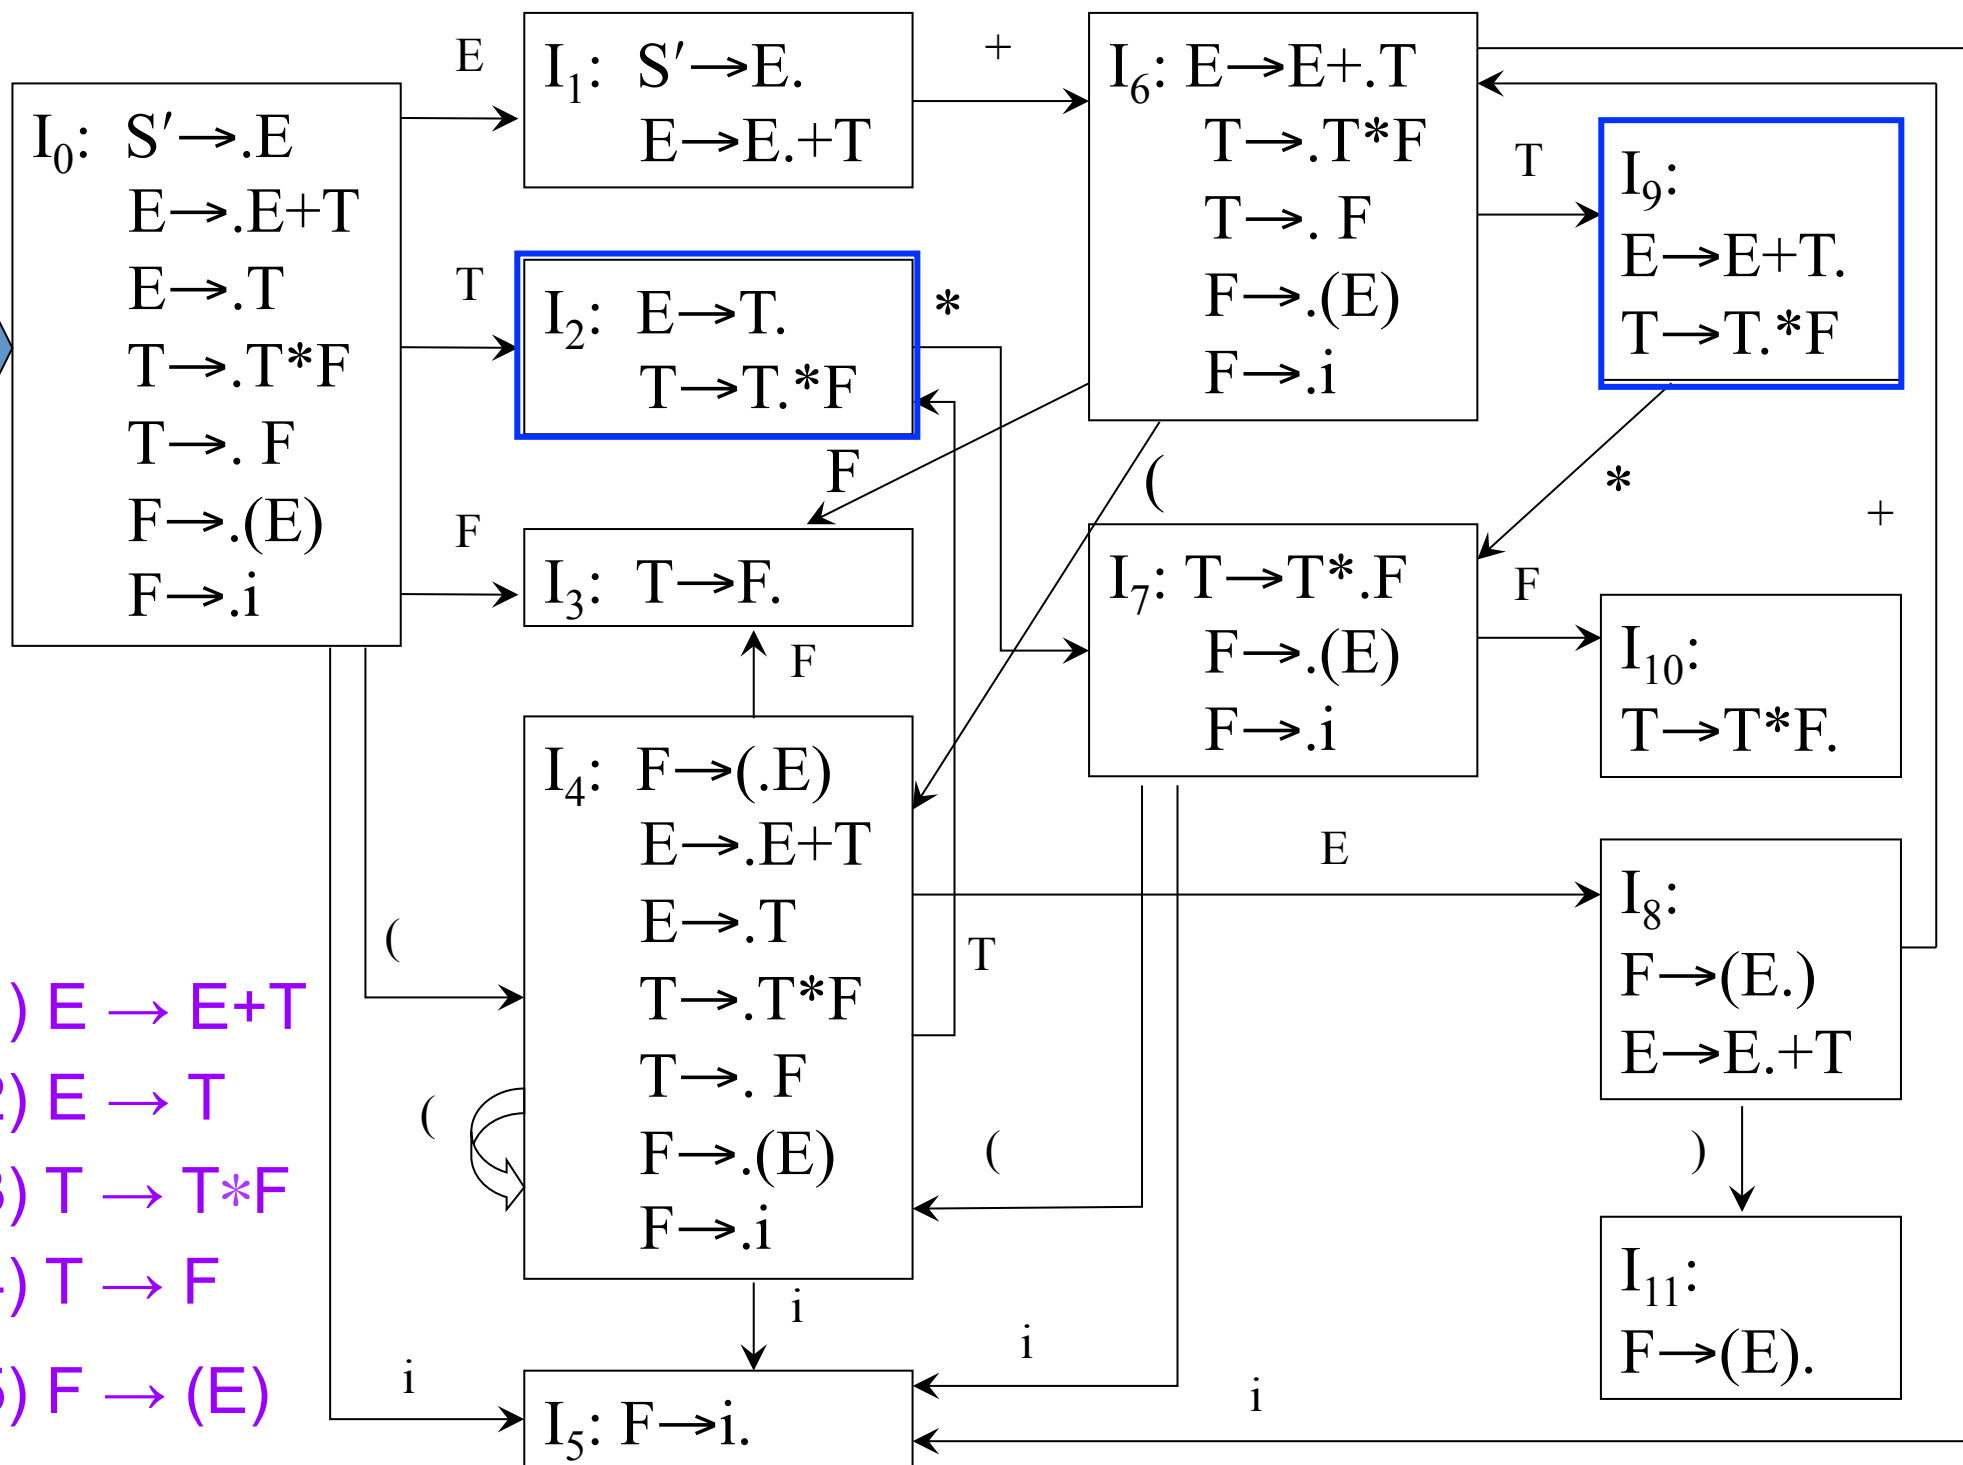 I0: S′→.E
E→.E+T
E→.T
T→.T*F
T→. F
F→.(E)
F→.i
E
T
F
(
i
I1: S′→E.
E→E.+T
+
I2: E→T.
T→T.*F
*
F
I3: T→F.
F
I4: F→(.E)
E→.E+T
E→.T
T→.T*F
T→. F
F→.(E)
F→.i
(
T
E
(
i
i
i
I5: F→i.
I6: E→E+.T
T→.T*F
T→. F
F→.(E)
F→.i
T
(
I7: T→T*.F
F→.(E)
F→.i
F
*
+
I9:
E→E+T.
T→T.*F
I10:
T→T*F.
I8:
F→(E.)
E→E.+T
)
I11:
F→(E).
) E → E+T
) E → T
) T → T*F
) T → F
) F → (E)